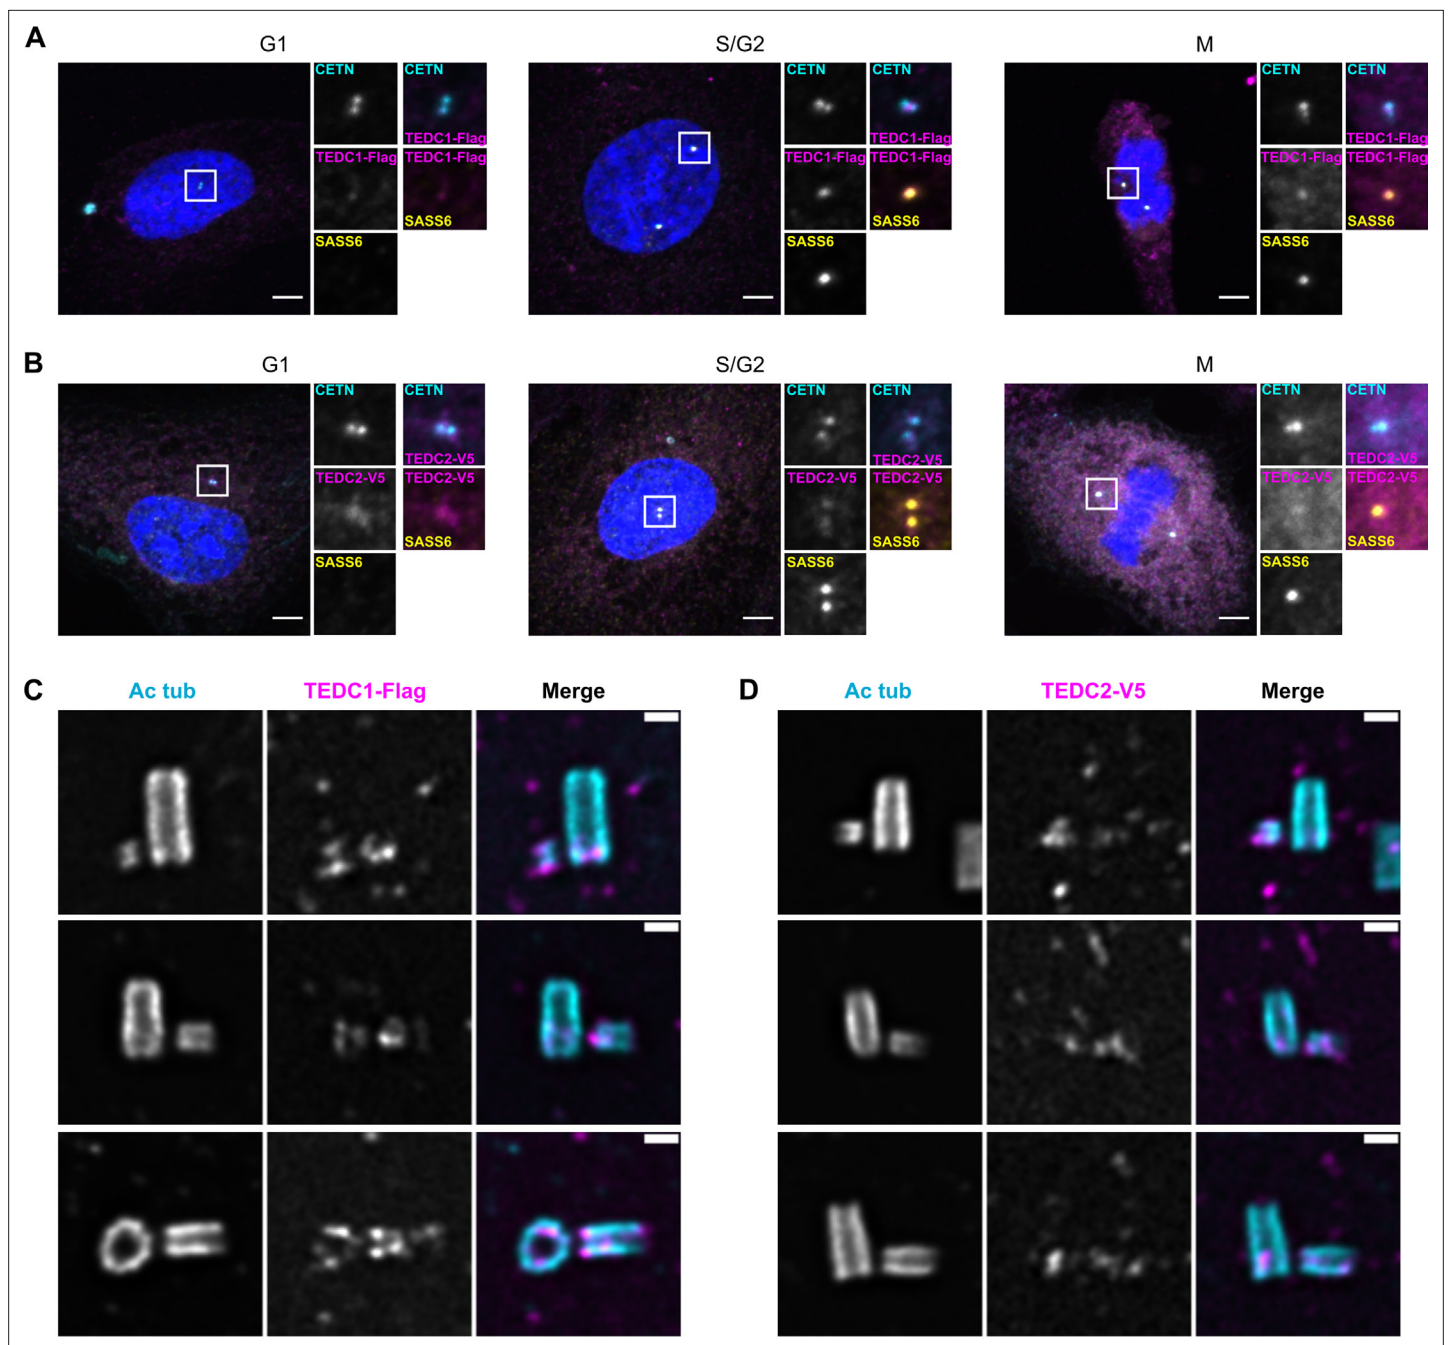 A
G1
S/G2
M
CETN
CETN
TEDC1-Flag
TEDC1-Flag
TEDC1-Flag
SASS6
SASS6
CETN
CETN
TEDC1-Flag
TEDC1-Flag
TEDC1-Flag
SASS6
SASS6
CETN
CETN
TEDC1-Flag
TEDC1-Flag
TEDC1-Flag
SASS6
SASS6
B
G1
S/G2
M
CETN
CETN
TEDC2-V5
TEDC2-V5
TEDC2-V5
SASS6
SASS6
CETN
CETN
TEDC2-V5
TEDC2-V5
TEDC2-V5
SASS6
SASS6
CETN
CETN
TEDC2-V5
TEDC2-V5
TEDC2-V5
SASS6
SASS6
C
Ac tub
TEDC1-Flag
Merge
D
Ac tub
TEDC2-V5
Merge